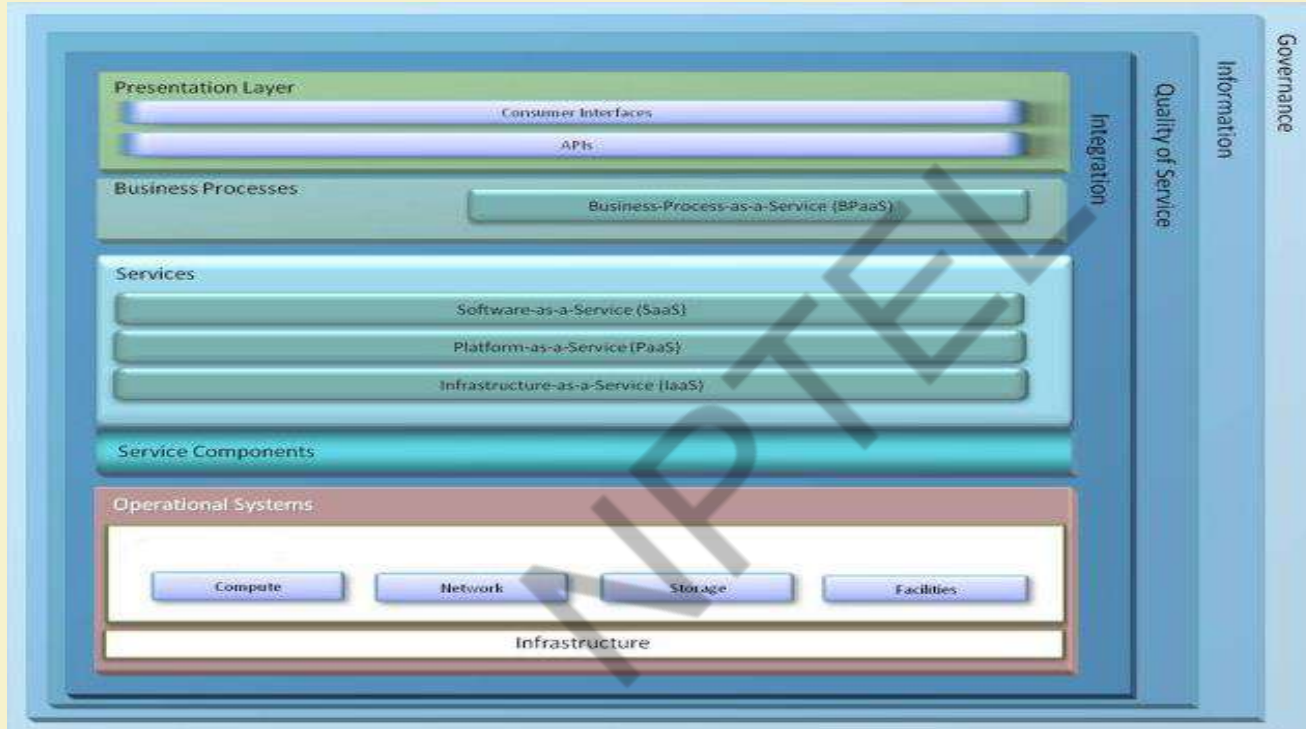 Governance
Information
Quality of Service
Integration
Presentation Layer
Consumer Interfaces
APIs
Business Processes
Business-Process-as-a-Service (BPaaS)
Services
Software-as-a-Service (SaaS)
Platform-as-a-Service (PaaS)
Infrastructure-as-a-Service (IaaS)
Service Components
Operational Systems
Compute
Network
Storage
Facilities
Infrastructure
NPTEL